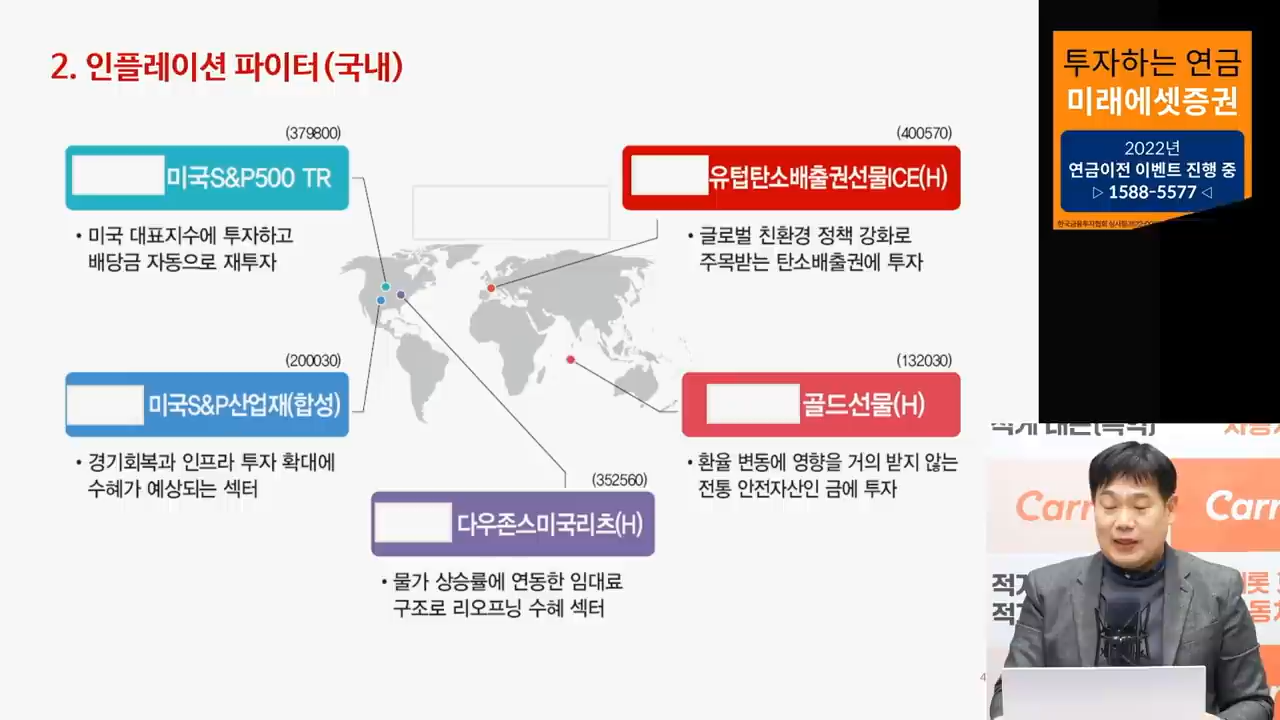 2. 인플레이션 파이터(국내)
(379800)
미국S&P500 TR
• 미국 대표지수에 투자하고
배당금 자동으로 재투자
(400570)
유럽탄소배출권선물ICE(H)
• 글로벌 친환경 정책 강화로
주목받는 탄소배출권에 투자
(200030)
미국S&P산업재(합성)
• 경기회복과 인프라 투자 확대에
수혜가 예상되는 섹터
(132030)
골드선물(H)
• 환율 변동에 영향을 거의 받지 않는
전통 안전자산인 금에 투자
(352560)
다우존스미국리츠(H)
• 물가 상승률에 연동한 임대료
구조로 리오프닝 수혜 섹터
4
투자하는 연금
미래에셋증권
2022년
연금이전 이벤트 진행 중
▷ 1588-5577 ◁
Carr
Carr
적게
적게